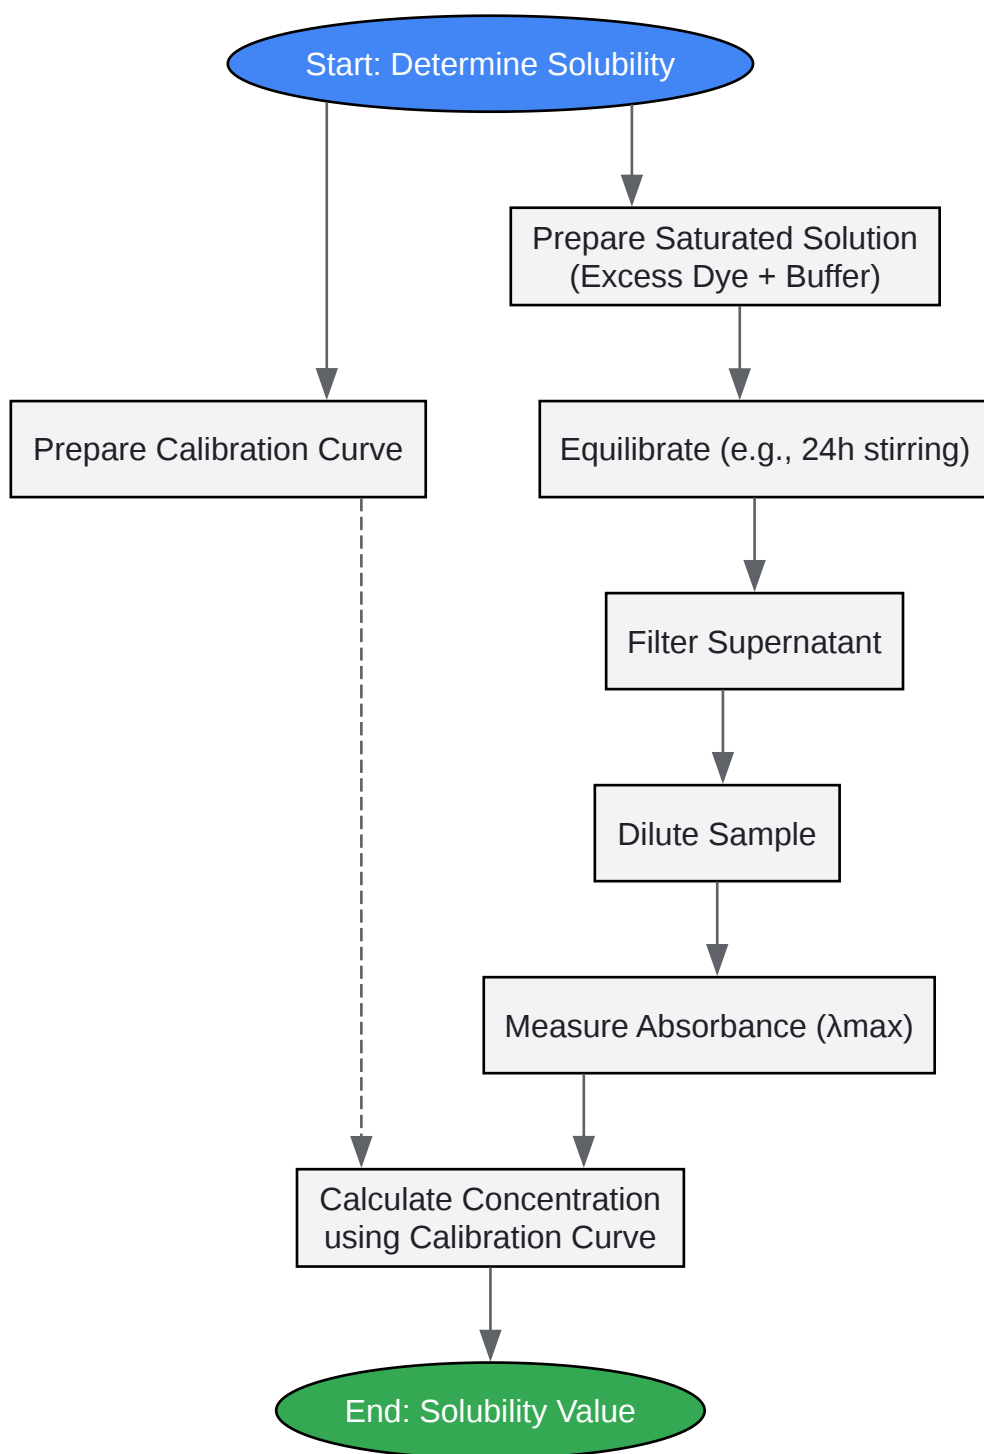 Start: Determine Solubility
Prepare Saturated Solution
(Excess Dye + Buffer)
Prepare Calibration Curve
Equilibrate (e.g., 24h stirring)
Filter Supernatant
Dilute Sample
Measure Absorbance (λmax)
Calculate Concentration
using Calibration Curve
End: Solubility Value